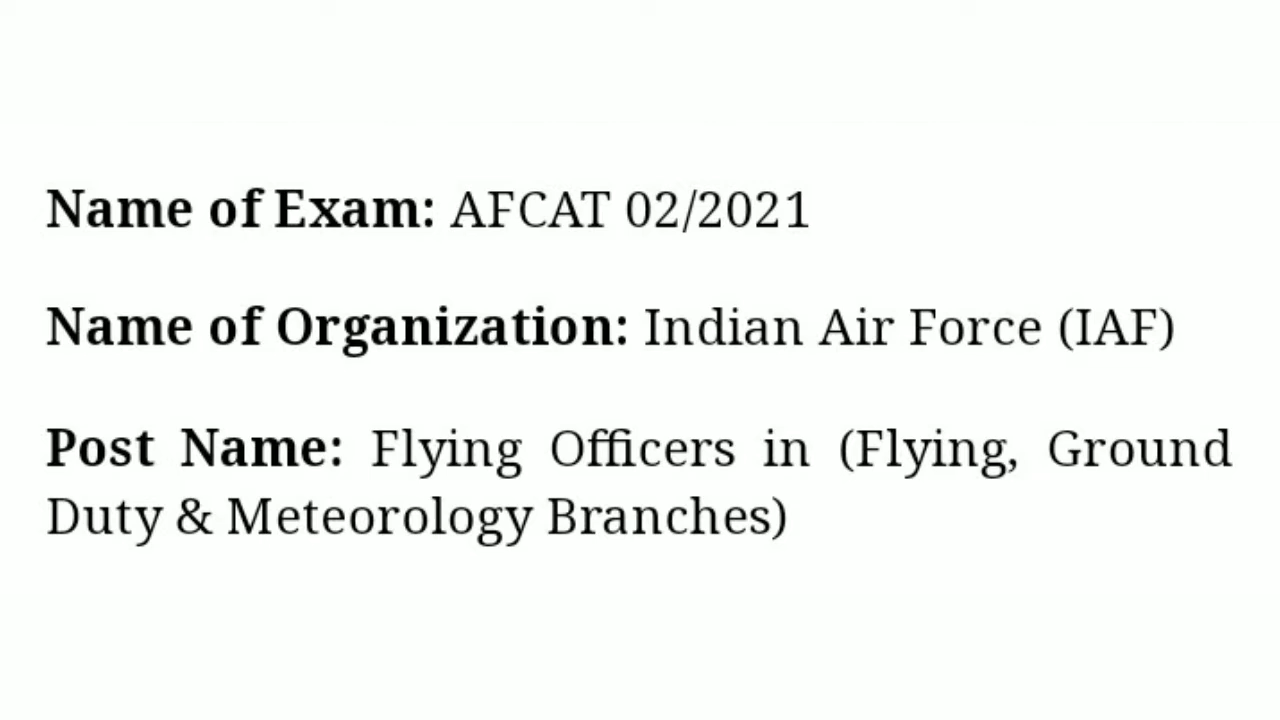 Name of Exam: AFCAT 02/2021
Name of Organization: Indian Air Force (IAF)
Post Name: Flying Officers in (Flying, Ground
Duty & Meteorology Branches)